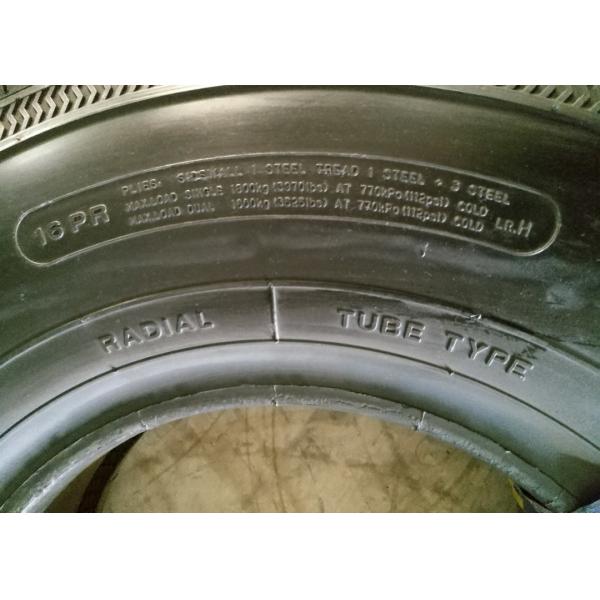 16PR
PLIES: SIDEWALL 1 STEEL TREAD 1 STEEL + 3 STEEL
MAX.LOAD SINGLE 1800kg (3970lbs) AT 770kPa (112psi) COLD
MAX.LOAD DUAL 1600kg (3525lbs) AT 770kPa (112psi) COLD
LR.H
RADIAL
TUBE TYPE